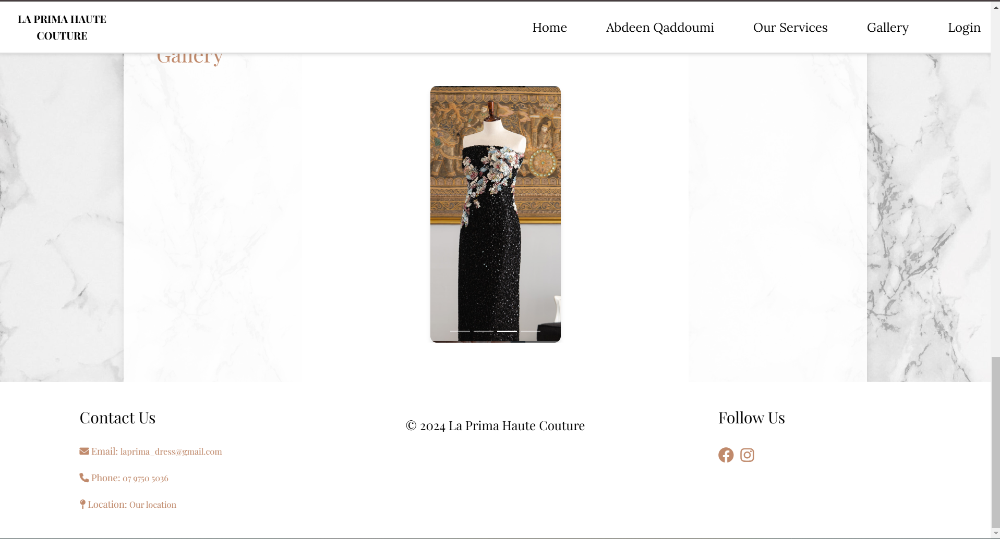 LA PRIMA HAUTE
COUTURE
Home
Abdeen Qaddoumi
Our Services
Gallery
Login
Gallery
Contact Us
Email: laprima_dress@gmail.com
Phone: 07 9750 5036
Location: Our location
© 2024 La Prima Haute Couture
Follow Us